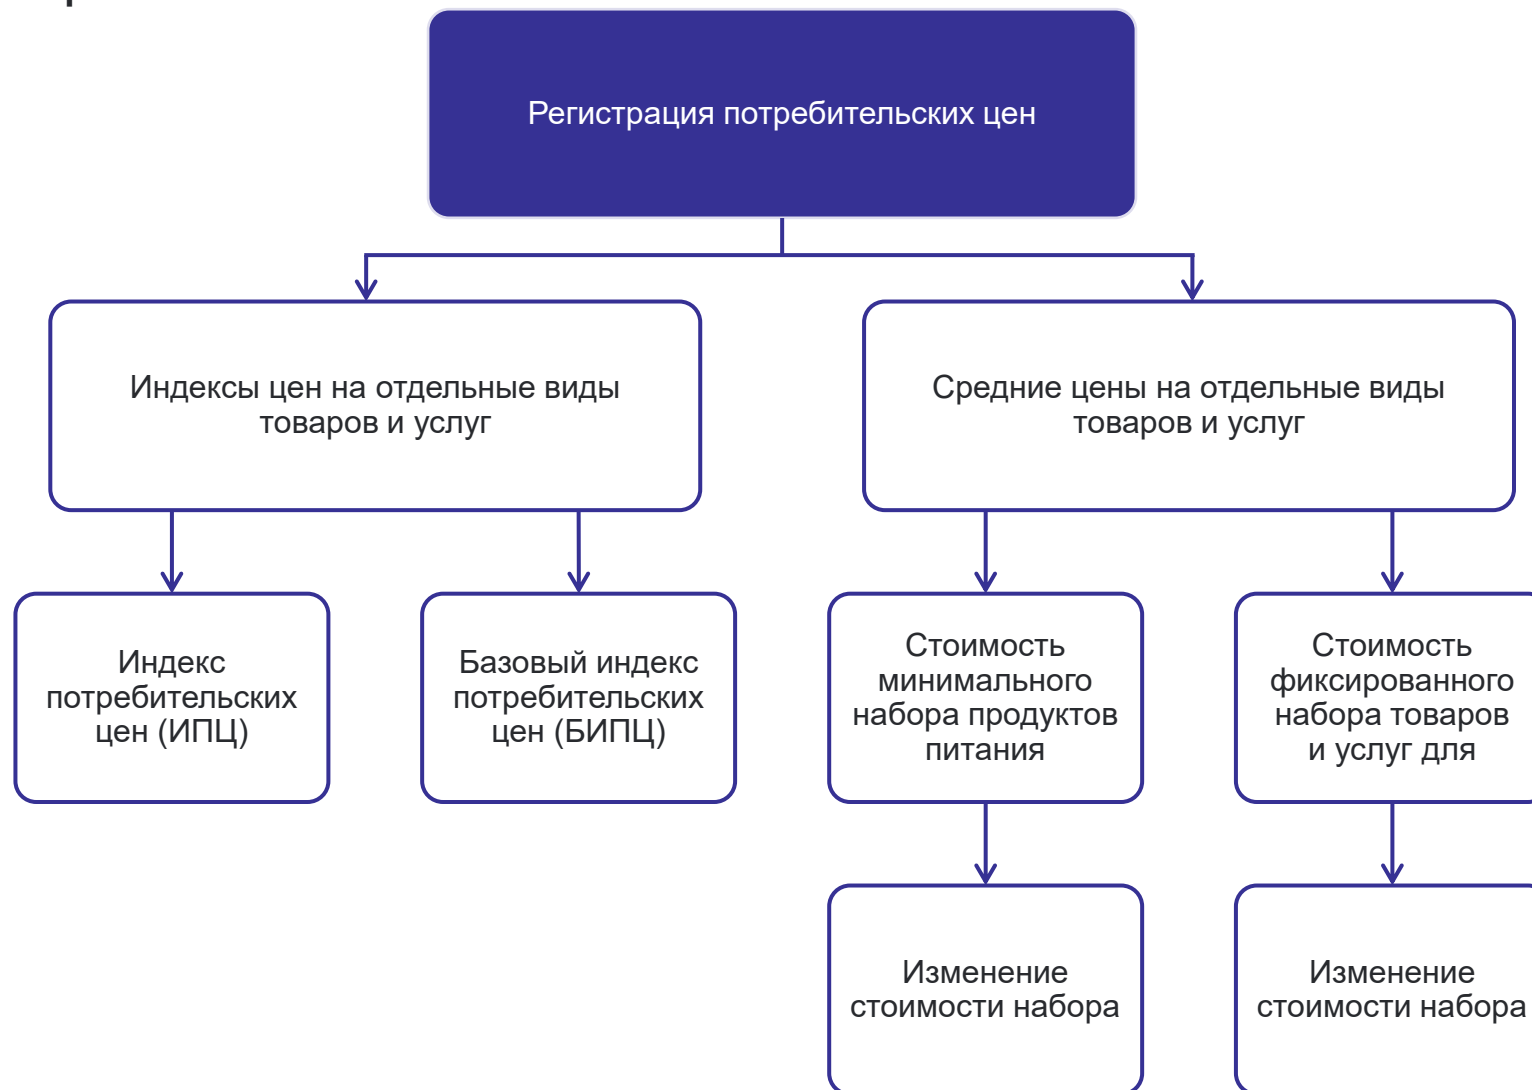 Регистрация потребительских цен
Индексы цен на отдельные виды
товаров и услуг
Средние цены на отдельные виды
товаров и услуг
Индекс
потребительских
цен (ИПЦ)
Базовый индекс
потребительских
цен (БИПЦ)
Стоимость
минимального
набора продуктов
питания
Стоимость
фиксированного
набора товаров
и услуг для
Изменение
стоимости набора
Изменение
стоимости набора